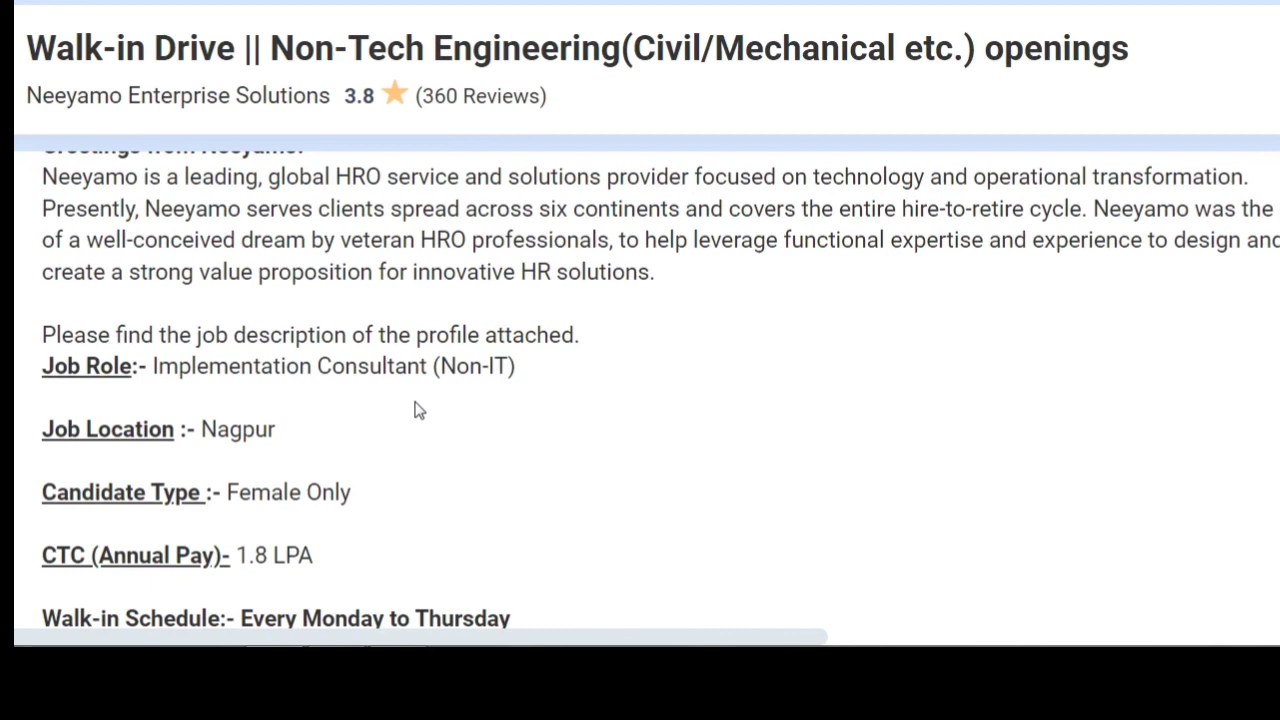 Walk-in Drive || Non-Tech Engineering(Civil/Mechanical etc.) openings
Neeyamo Enterprise Solutions 3.8 (360 Reviews)
Greetings from Neeyamo!
Neeyamo is a leading, global HRO service and solutions provider focused on technology and operational transformation.
Presently, Neeyamo serves clients spread across six continents and covers the entire hire-to-retire cycle. Neeyamo was the
of a well-conceived dream by veteran HRO professionals, to help leverage functional expertise and experience to design and
create a strong value proposition for innovative HR solutions.
Please find the job description of the profile attached.
Job Role:- Implementation Consultant (Non-IT)
Job Location :- Nagpur
Candidate Type :- Female Only
CTC (Annual Pay)- 1.8 LPA
Walk-in Schedule:- Every Monday to Thursday